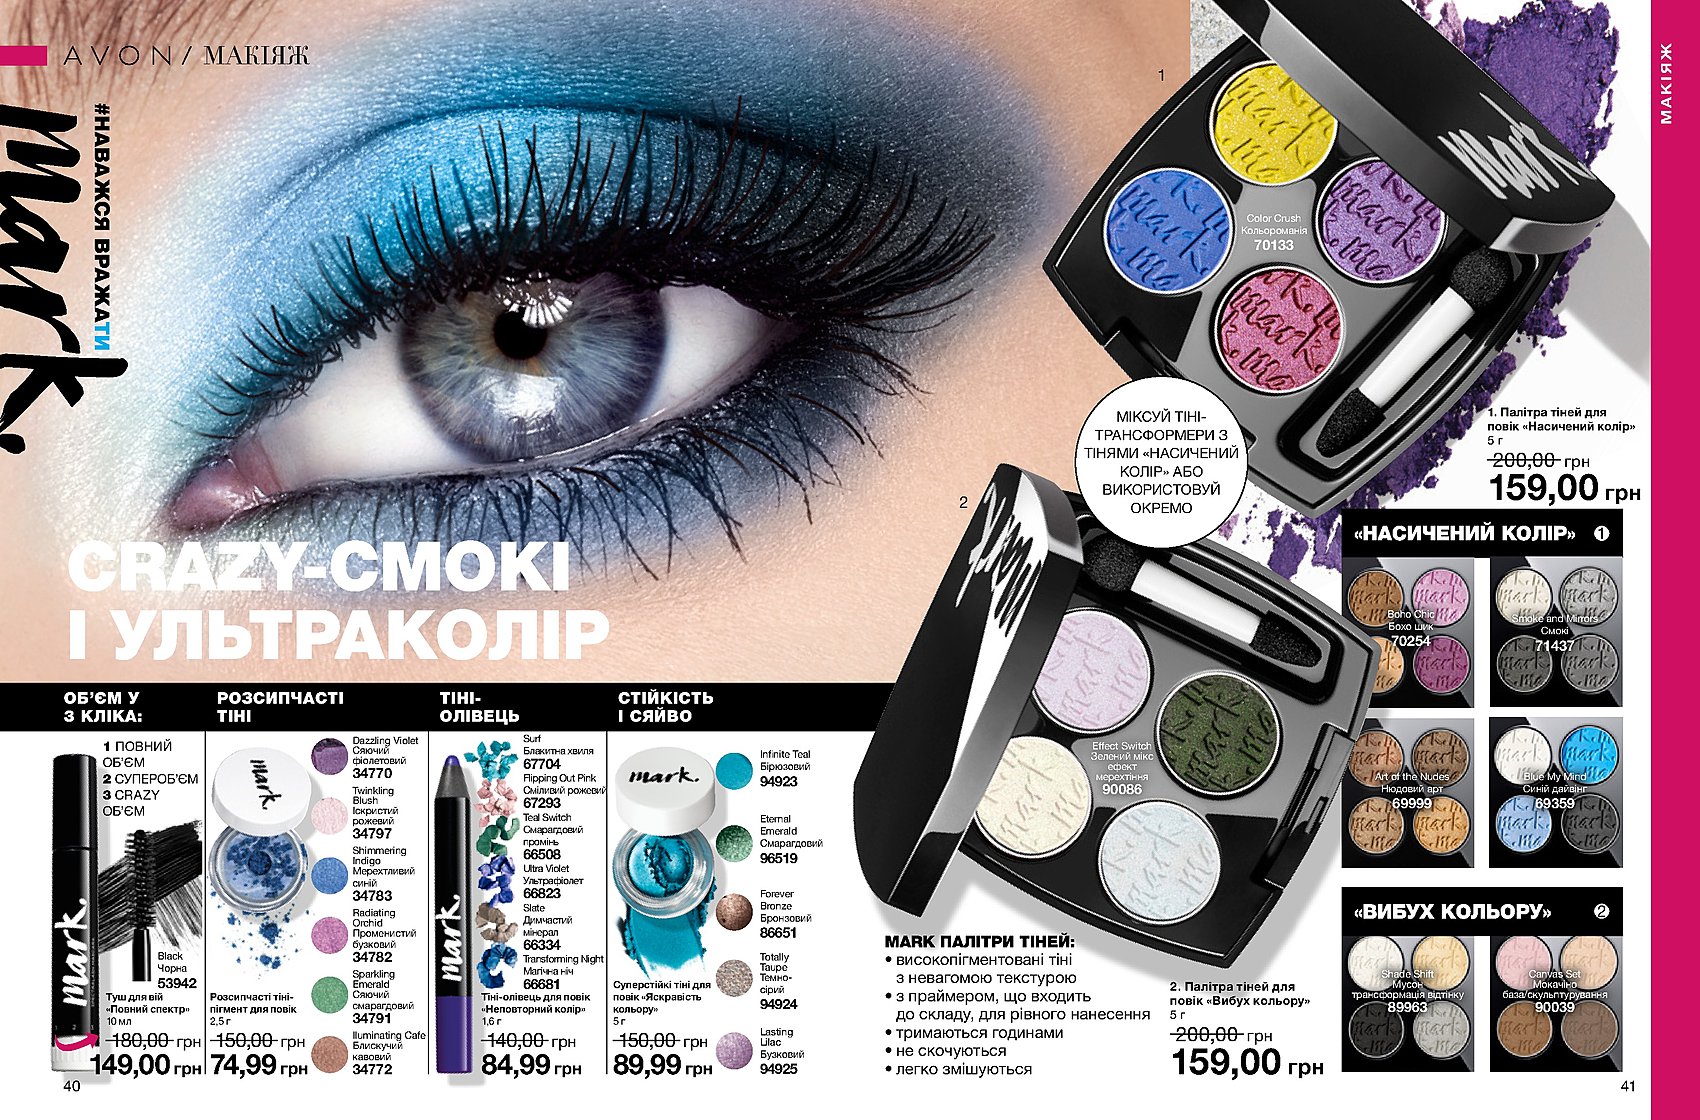 AVON / МАКІЯЖ
mark.
#НАВАЖСЯ ВРАЖАТИ
CRAZY-СМОКІ
І УЛЬТРАКОЛІР
ОБ'ЄМ У
3 КЛІКА:
1 ПОВНИЙ
ОБ'ЄМ
2 СУПЕРОБ'ЄМ
3 CRAZY
ОБ'ЄМ
mark.
Black
Чорна
53942
Туш для вій
«Повний спектр»
10 мл
180,00 грн
149,00 грн
40
РОЗСИПЧАСТІ
ТІНІ
mark.
Dazzling Violet
Сяючий
фіолетовий
34770
Twinkling
Blush
Іскристий
рожевий
34797
Shimmering
Indigo
Мерехтливий
синій
34783
Radiating
Orchid
Променистий
бузковий
34782
Sparkling
Emerald
Сяючий
смарагдовий
34791
Iluminating Cafe
Блискучий
кавовий
34772
Розсипчасті тіні-
пігмент для повік
2,5 г
150,00 грн
74,99 грн
ТІНІ-
ОЛІВЕЦЬ
mark.
Surf
Блакитна хвиля
67704
Flipping Out Pink
Сміливий рожевий
67293
Teal Switch
Смарагдовий
промінь
66508
Ultra Violet
Ультрафіолет
66823
Slate
Димчастий
мінерал
66334
Transforming Night
Магічна ніч
66681
Тіні-олівець для повік
«Неповторний колір»
1,6 г
140,00 грн
84,99 грн
СТІЙКІСТЬ
І СЯЙВО
mark.
Infinite Teal
Бірюзовий
94923
Eternal
Emerald
Смарагдовий
96519
Forever
Bronze
Бронзовий
86651
Totally
Taupe
Темно-
сірий
94924
Lasting
Lilac
Бузковий
94925
Суперстійкі тіні для
повік «Яскравість
кольору»
5 г
150,00 грн
89,99 грн
МАКІЯЖ
1
mark.
Color Crush
Кольороманія
70133
МІКСУЙ ТІНІ-
ТРАНСФОРМЕРИ З
ТІНЯМИ «НАСИЧЕНИЙ
КОЛІР» АБО
ВИКОРИСТОВУЙ
ОКРЕМО
1. Палітра тіней для
повік «Насичений колір»
5 г
200,00 грн
159,00 грн
2
mark.
Effect Switch
Зелений мікс
ефект
мерехтіння
90086
MARK ПАЛІТРИ ТІНЕЙ:
• високопігментовані тіні
з невагомою текстурою
• з праймером, що входить
до складу, для рівного нанесення
• тримаються годинами
• не скочуються
• легко змішуються
2. Палітра тіней для
повік «Вибух кольору»
5 г
200,00 грн
159,00 грн
«НАСИЧЕНИЙ КОЛІР» 1
Boho Chic
Бохо шик
70254
Smoke and Mirrors
Смокі
71437
Art of the Nudes
Нюдовий арт
69999
Blue My Mind
Синій дайвінг
69359
«ВИБУХ КОЛЬОРУ» 2
Shade Shift
Мусон
трансформація відтінку
89963
Canvas Set
Мокачіно
база/скульптурування
90039
41